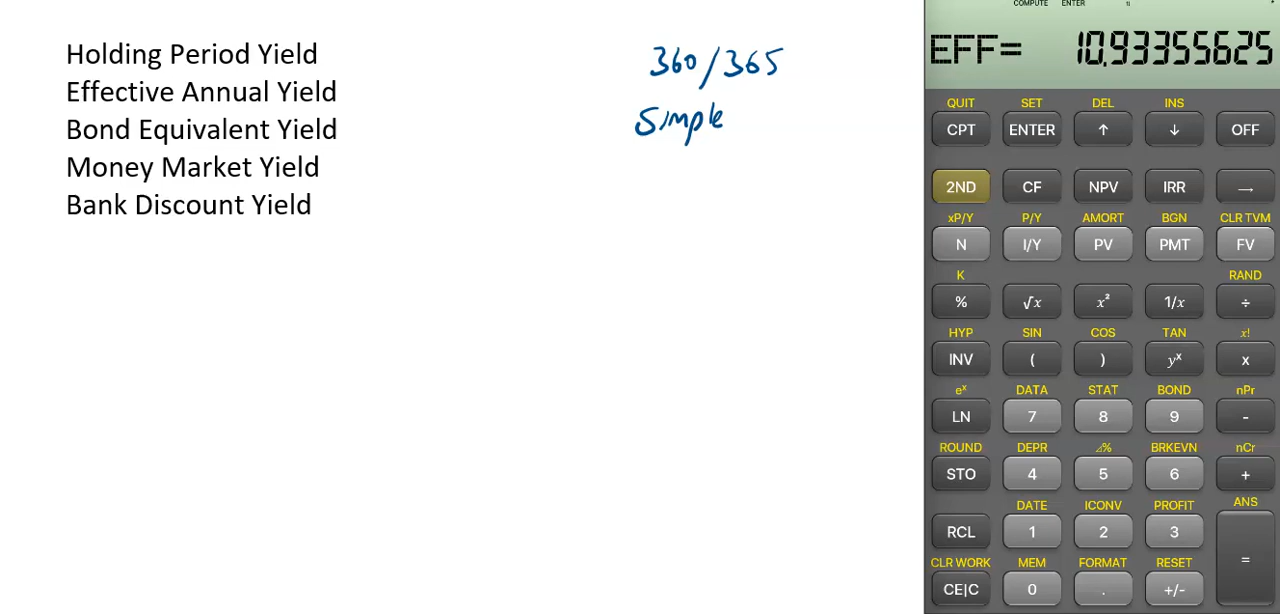 Holding Period Yield
Effective Annual Yield
Bond Equivalent Yield
Money Market Yield
Bank Discount Yield
360/365
Simple
COMPUTE ENTER ↑↓
EFF= 10.93355625
QUIT SET DEL INS
CPT ENTER ↑ ↓ OFF
2ND CF NPV IRR →
xP/Y P/Y AMORT BGN CLR TVM
N I/Y PV PMT FV
K RAND
% √x x² 1/x ÷
HYP SIN COS TAN x!
INV ( ) yˣ x
eˣ DATA STAT BOND nPr
LN 7 8 9 -
ROUND DEPR ⊿% BRKEVN nCr
STO 4 5 6 +
DATE ICONV PROFIT ANS
RCL 1 2 3 =
CLR WORK MEM FORMAT RESET
CE|C 0 . +/-